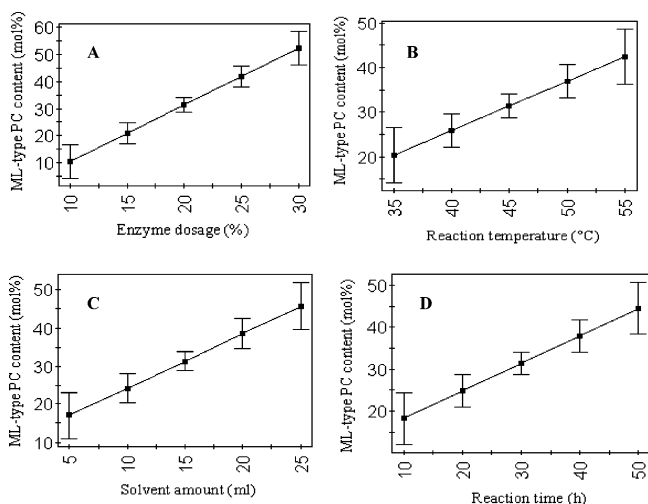 A
ML-type PC content (mol%)
60
50
40
30
20
10
10 15 20 25 30
Enzyme dosage (%)
B
ML-type PC content (mol%)
50
40
30
20
35 40 45 50 55
Reaction temperature (°C)
C
ML-type PC content (mol%)
50
40
30
20
10
5 10 15 20 25
Solvent amount (ml)
D
ML-type PC content (mol%)
50
40
30
20
10 20 30 40 50
Reaction time (h)